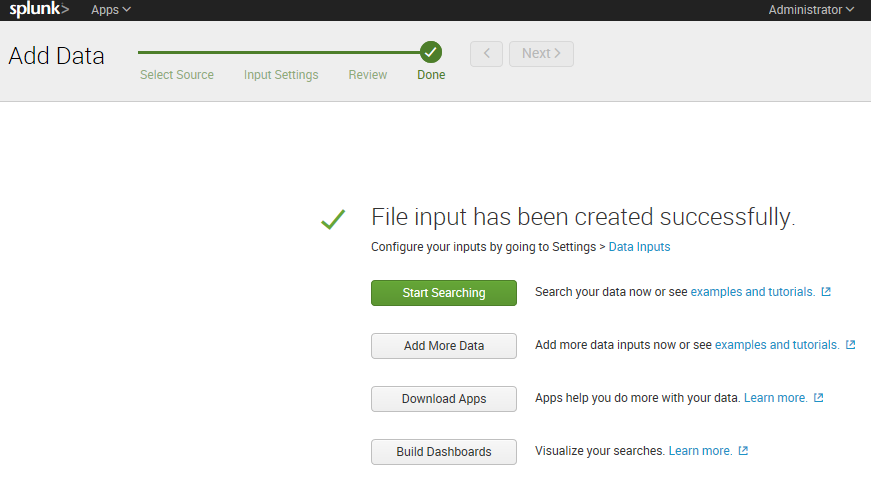 splunk> Apps Administrator
Add Data
Select Source Input Settings Review Done
Next
File input has been created successfully.
Configure your inputs by going to Settings > Data Inputs
Start Searching Search your data now or see examples and tutorials.
Add More Data Add more data inputs now or see examples and tutorials.
Download Apps Apps help you do more with your data. Learn more.
Build Dashboards Visualize your searches. Learn more.